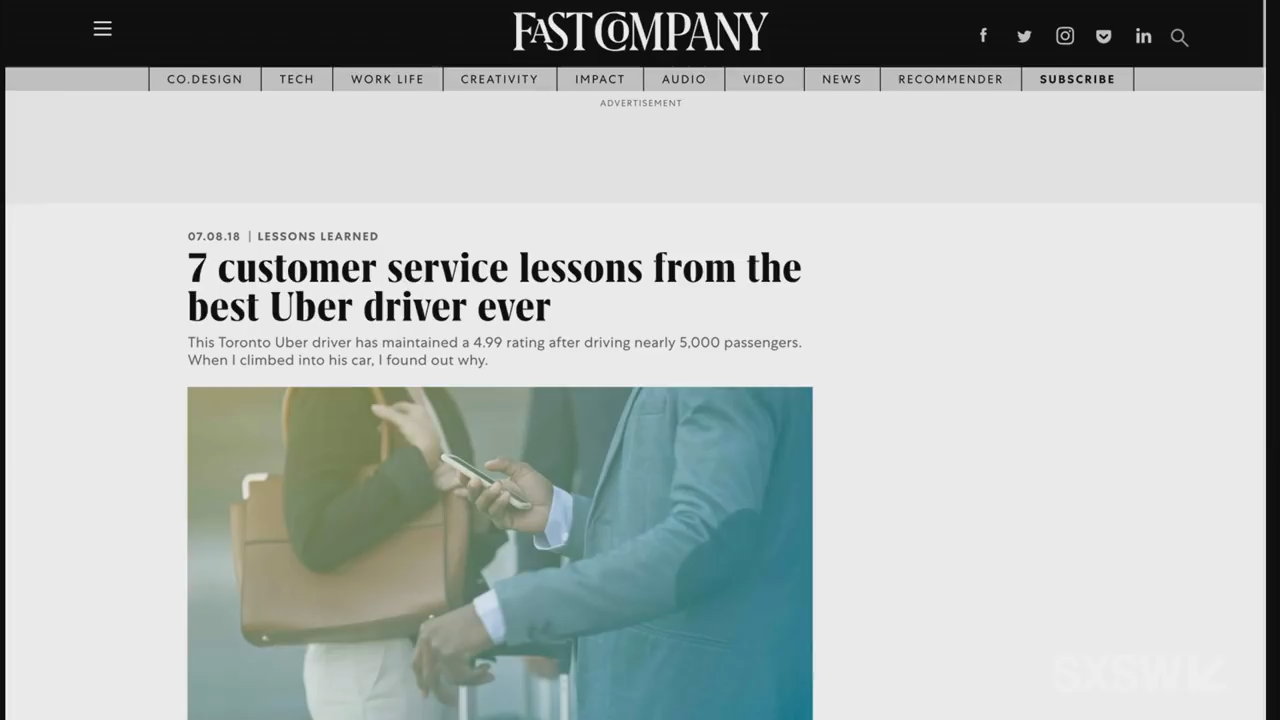 FAST COMPANY
f
in
CO.DESIGN
TECH
WORK LIFE
CREATIVITY
IMPACT
AUDIO
VIDEO
NEWS
RECOMMENDER
SUBSCRIBE
ADVERTISEMENT
07.08.18 | LESSONS LEARNED
7 customer service lessons from the
best Uber driver ever
This Toronto Uber driver has maintained a 4.99 rating after driving nearly 5,000 passengers.
When I climbed into his car, I found out why.
SXSW